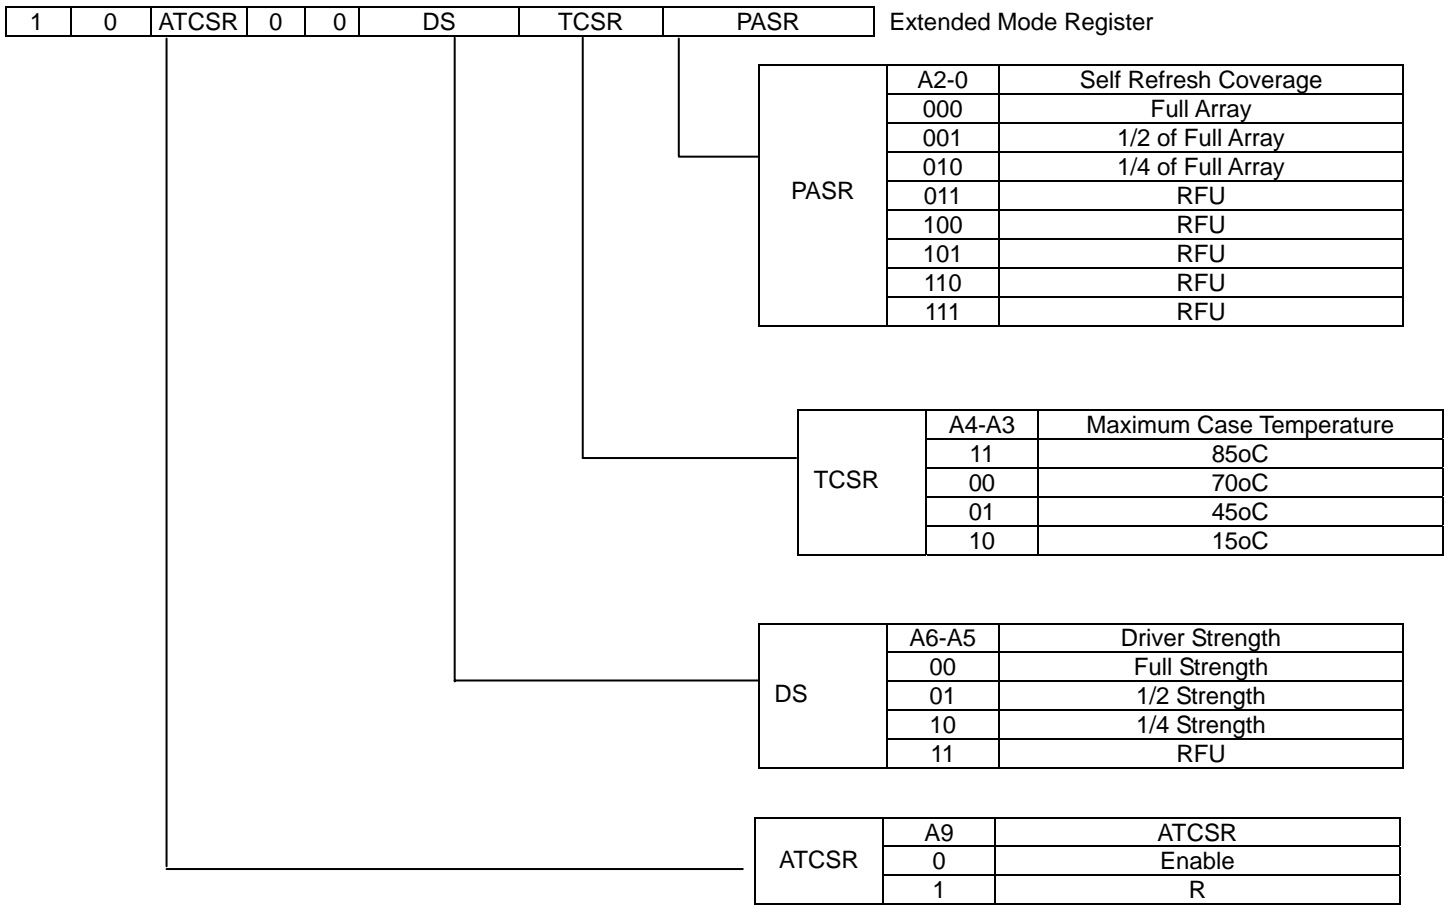 1 0 ATCSR 0 0 DS TCSR PASR Extended Mode Register
PASR
A2-0 Self Refresh Coverage
000 Full Array
001 1/2 of Full Array
010 1/4 of Full Array
011 RFU
100 RFU
101 RFU
110 RFU
111 RFU
TCSR
A4-A3 Maximum Case Temperature
11 85oC
00 70oC
01 45oC
10 15oC
DS
A6-A5 Driver Strength
00 Full Strength
01 1/2 Strength
10 1/4 Strength
11 RFU
ATCSR
A9 ATCSR
0 Enable
1 R